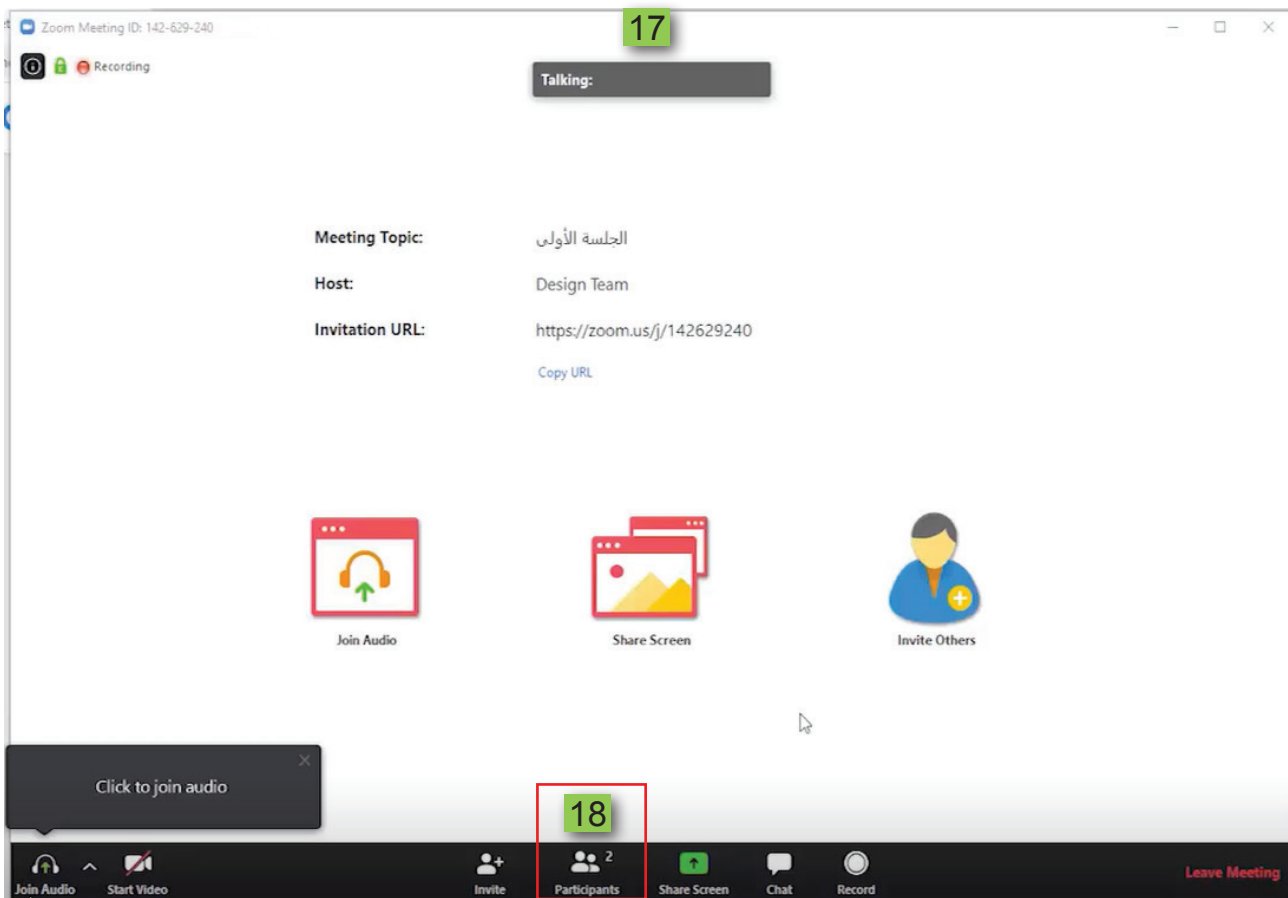 Zoom Meeting ID: 142-629-240
17
Recording
Talking:
Meeting Topic: الجلسة الأولى
Host: Design Team
Invitation URL: https://zoom.us/j/142629240
Copy URL
Join Audio Share Screen Invite Others
Click to join audio
18
2
Join Audio Start Video Invite Participants Share Screen Chat Record Leave Meeting